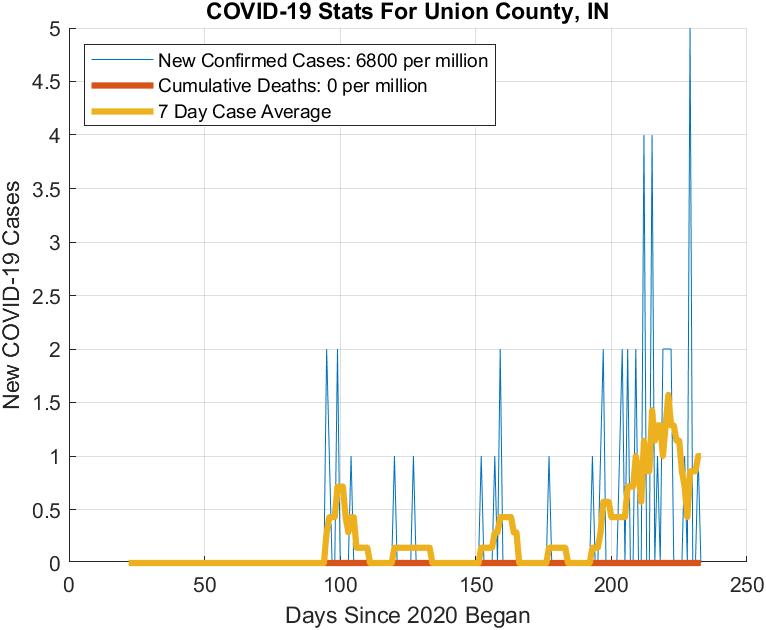 COVID-19 Stats For Union County, IN
New Confirmed Cases: 6800 per million
Cumulative Deaths: 0 per million
7 Day Case Average
New COVID-19 Cases
5
4.5
4
3.5
3
2.5
2
1.5
1
0.5
0
0 50 100 150 200 250
Days Since 2020 Began